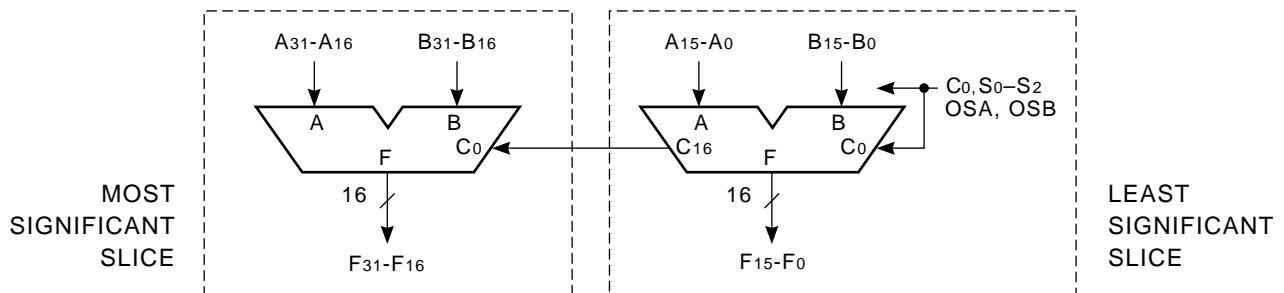 A31-A16
B31-B16
A15-A0
B15-B0
C0,S0–S2
OSA, OSB
A
B
C0
F
A
B
C16
C0
F
16
16
MOST
SIGNIFICANT
SLICE
LEAST
SIGNIFICANT
SLICE
F31-F16
F15-F0